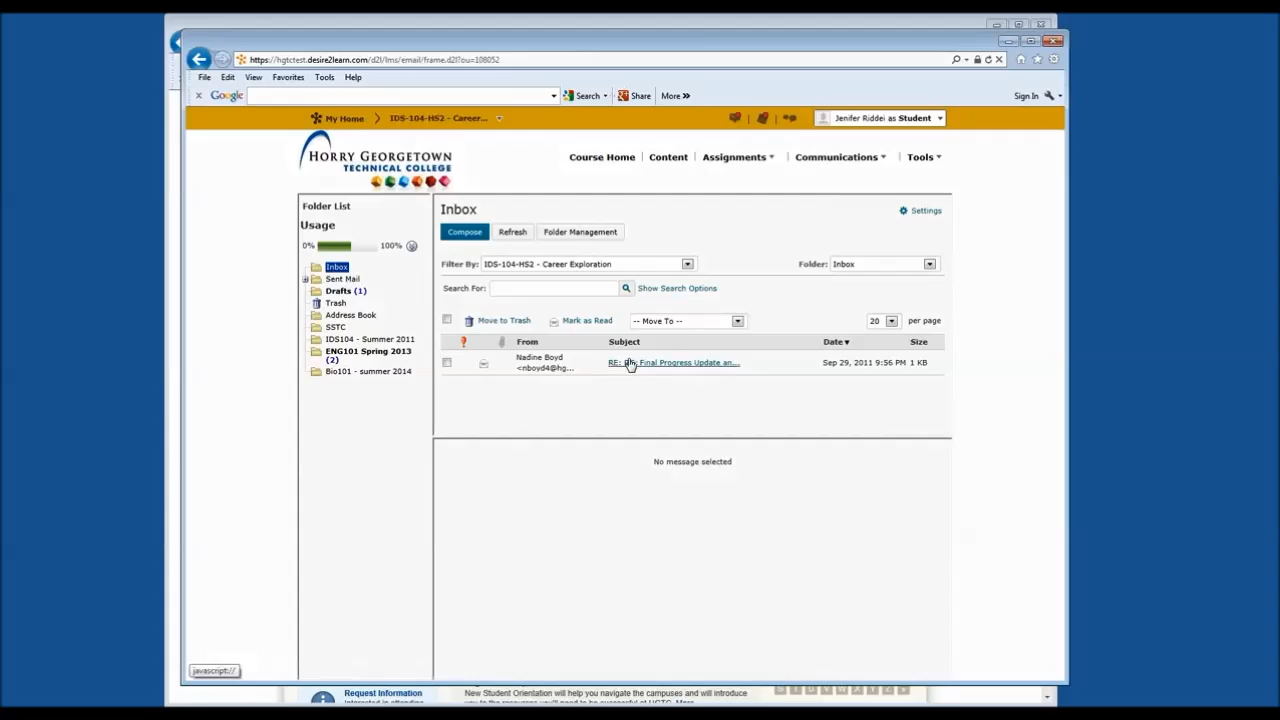 https://hgtctest.desire2learn.com/d2l/lms/email/frame.d2l?ou=108052
File Edit View Favorites Tools Help
x Google Search Share More »
Sign In
My Home IDS-104-HS2 - Career...
Jenifer Riddei as Student
HORRY GEORGETOWN
TECHNICAL COLLEGE
Course Home Content Assignments Communications Tools
Folder List
Usage
0% 100%
Inbox
Sent Mail
Drafts (1)
Trash
Address Book
SSTC
IDS104 - Summer 2011
ENG101 Spring 2013
(2)
Bio101 - summer 2014
Inbox
Settings
Compose Refresh Folder Management
Filter By: IDS-104-HS2 - Career Exploration Folder: Inbox
Search For: Show Search Options
Move to Trash Mark as Read -- Move To -- 20 per page
From Subject Date Size
Nadine Boyd
<nboyd4@hg...
RE: Final Progress Update an...
Sep 29, 2011 9:56 PM 1 KB
No message selected
javascript://
Request Information
New Student Orientation will help you navigate the campuses and will introduce